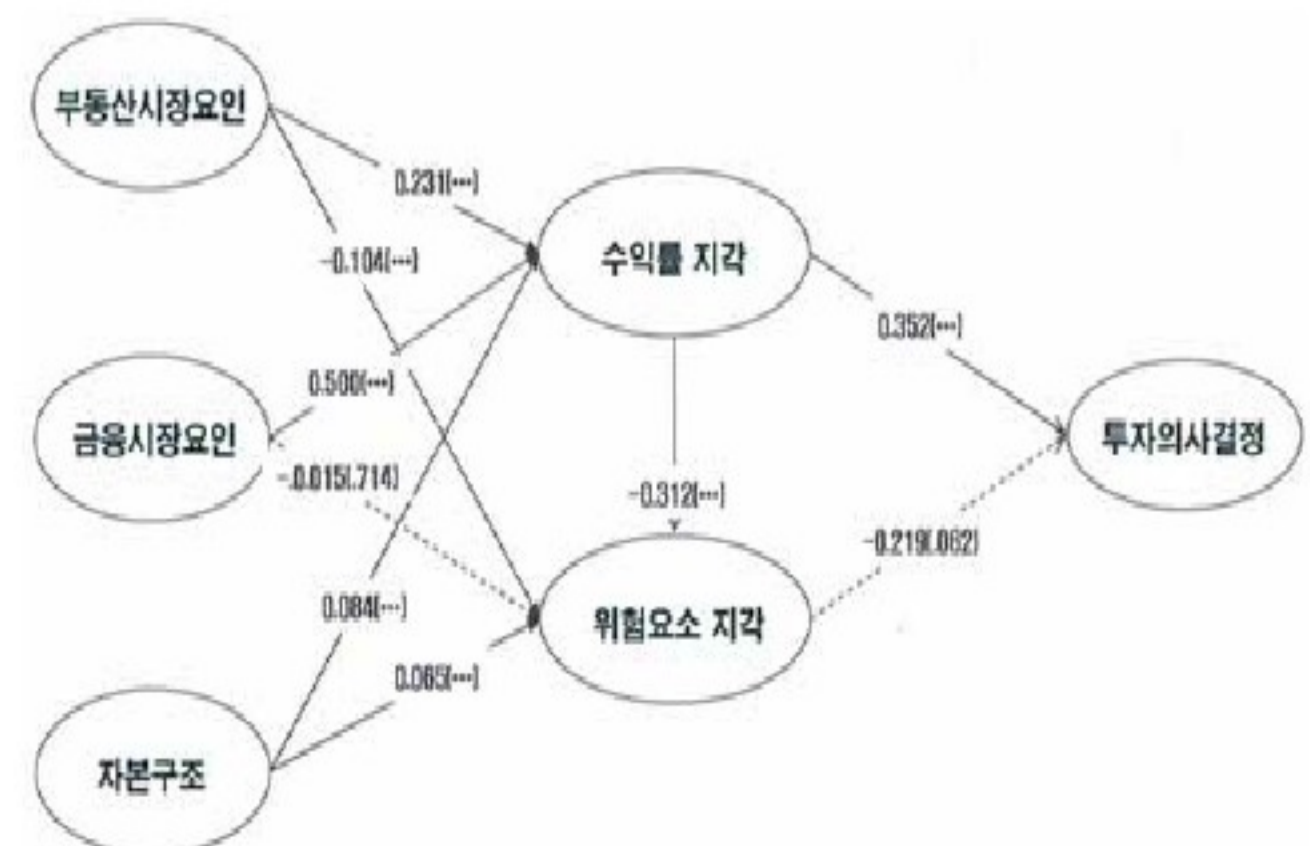 부동산시장요인
0.231(***)
-0.104(***)
수익률 지각
0.352(***)
0.500(***)
금융시장요인
투자의사결정
-.0.015(.714)
-0.312(***)
-0.219(.062)
0.084(***)
위험요소 지각
0.065(***)
자본구조